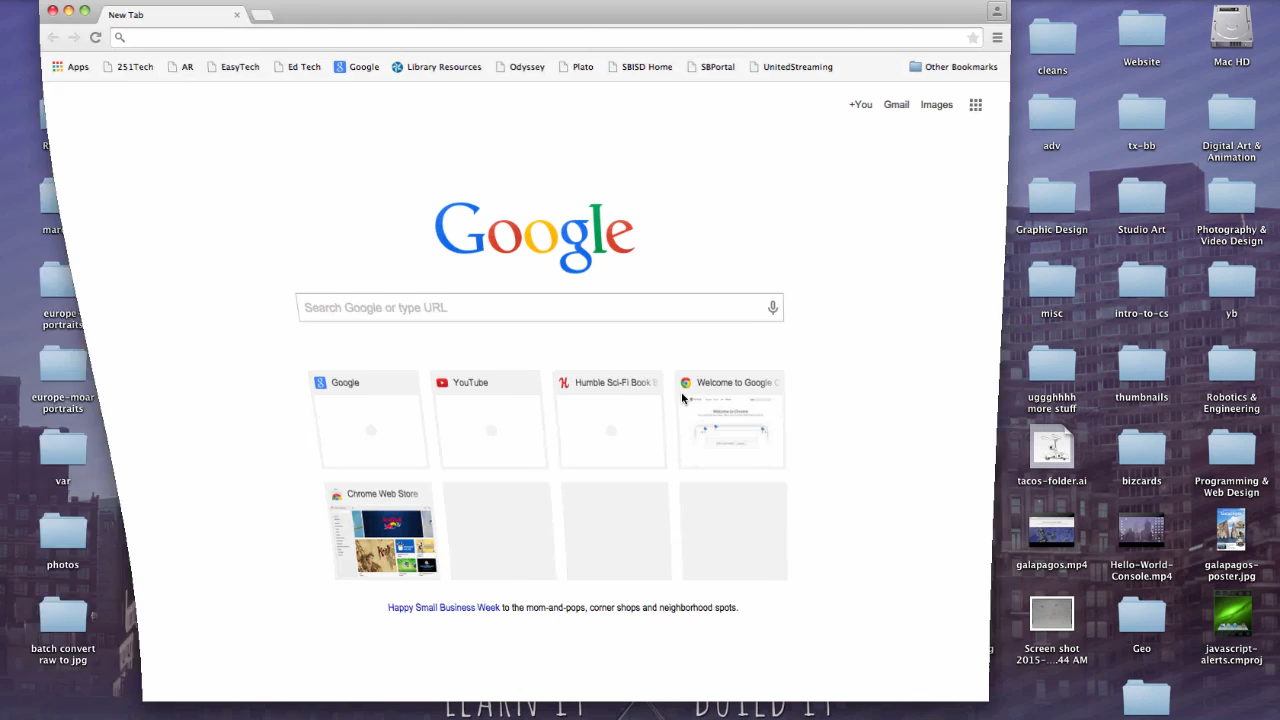 New Tab
Apps 251Tech AR EasyTech Ed Tech Google Library Resources Odyssey Plato SBISD Home SBPortal UnitedStreaming Other Bookmarks
+You Gmail Images
Google
Search Google or type URL
Google YouTube Humble Sci-Fi Book Welcome to Google
Chrome Web Store
Happy Small Business Week to the mom-and-pops, corner shops and neighborhood spots.
europe-
portraits
europe-moar
portraits
var
photos
batch convert
raw to jpg
cleans Website Mac HD
adv tx-bb Digital Art &
Animation
Graphic Design Studio Art Photography &
Video Design
misc intro-to-cs yb
uggghhhh thumbnails Robotics &
more stuff Engineering
tacos-folder.ai bizcards Programming &
Web Design
galapagos.mp4 Hello-World- galapagos-
Console.mp4 poster.jpg
Screen shot Geo javascript-
2015-....44 AM alerts.cmproj
LEARN IT BUILD IT